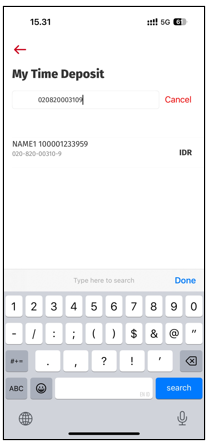 15.31
5G 61
My Time Deposit
020820003109
Cancel
NAME1 100001233959
020-820-00310-9
IDR
Type here to search
Done
1 2 3 4 5 6 7 8 9 0
- / : ; ( ) $ & @ "
#+= . , ? ! '
ABC
search